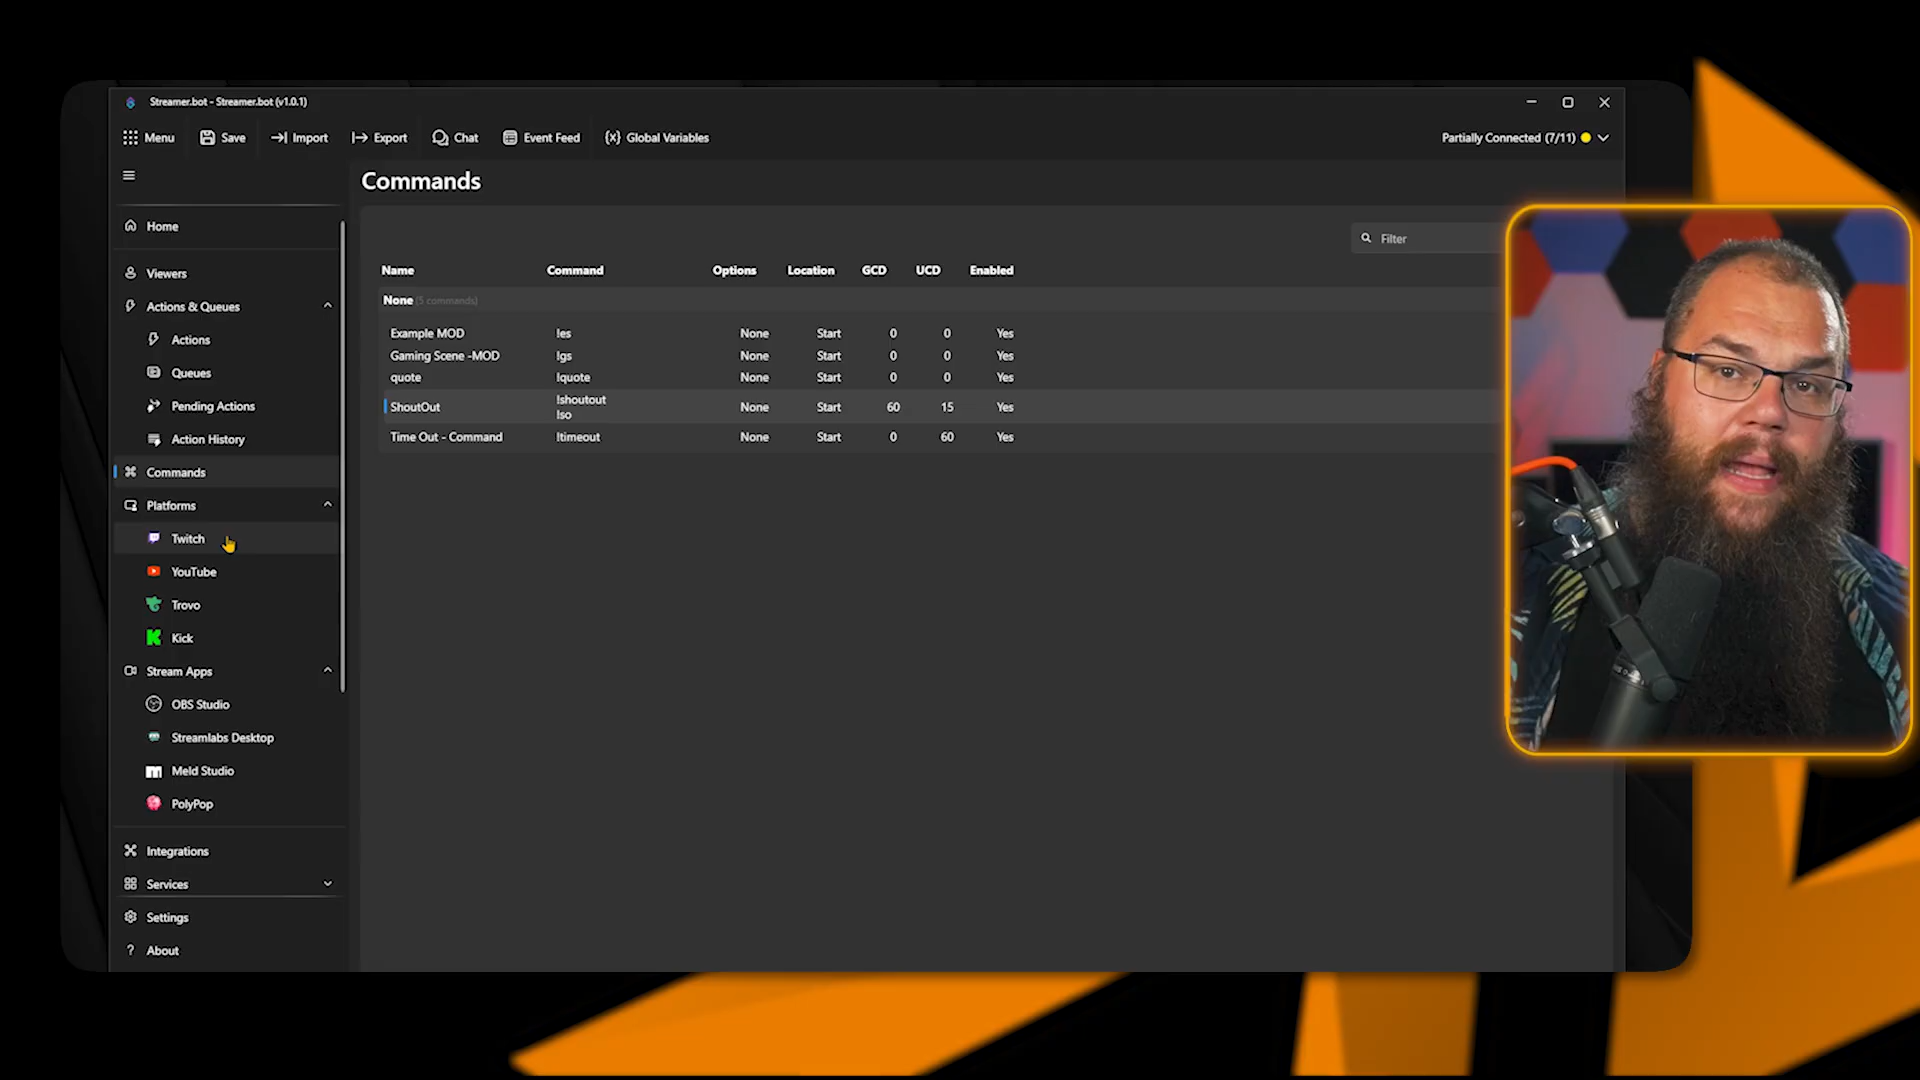 Streamer.bot - Streamer.bot (v1.0.1)
Menu Save Import Export Chat Event Feed Global Variables Partially Connected (7/11)
Commands
Home
Viewers
Actions & Queues
Actions
Queues
Pending Actions
Action History
Commands
Platforms
Twitch
YouTube
Trovo
Kick
Stream Apps
OBS Studio
Streamlabs Desktop
Meld Studio
PolyPop
Integrations
Services
Settings
About
Filter
Name Command Options Location GCD UCD Enabled
None (5 commands)
Example MOD !es None Start 0 0 Yes
Gaming Scene -MOD !gs None Start 0 0 Yes
quote !quote None Start 0 0 Yes
ShoutOut !shoutout None Start 60 15 Yes
!so
Time Out - Command !timeout None Start 0 60 Yes